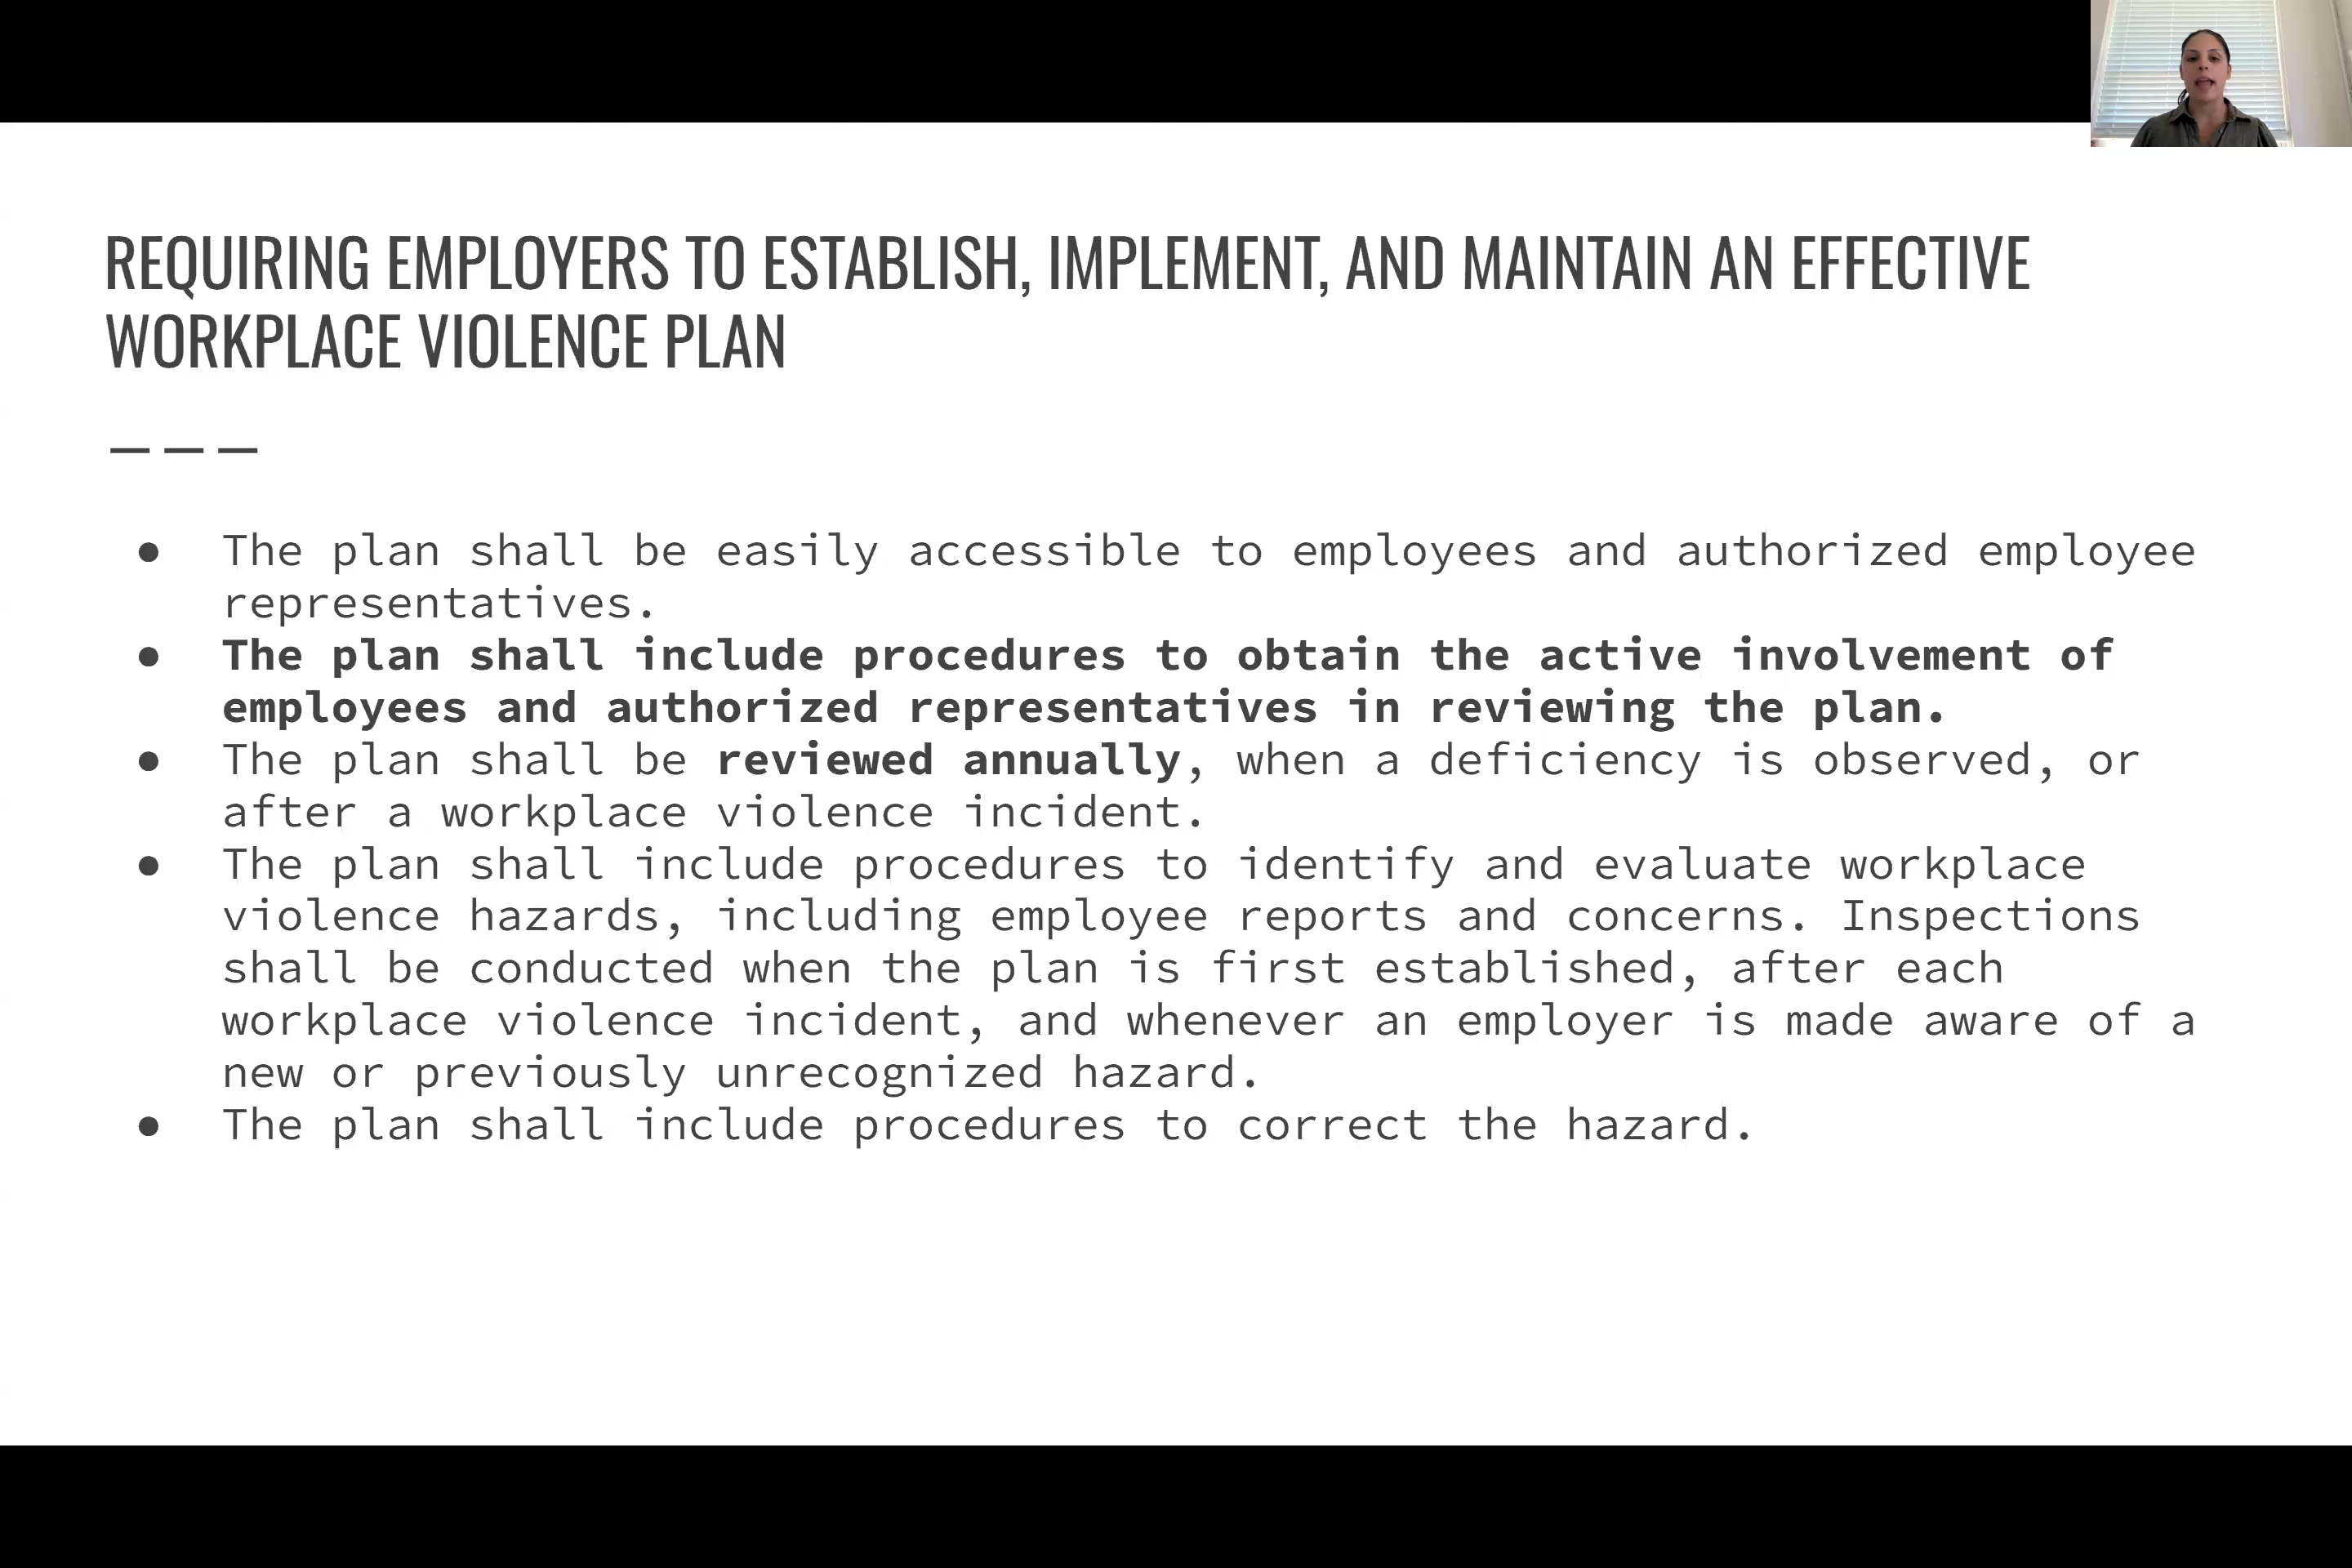 REQUIRING EMPLOYERS TO ESTABLISH, IMPLEMENT, AND MAINTAIN AN EFFECTIVE
WORKPLACE VIOLENCE PLAN
● The plan shall be easily accessible to employees and authorized employee
representatives.
● The plan shall include procedures to obtain the active involvement of
employees and authorized representatives in reviewing the plan.
● The plan shall be reviewed annually, when a deficiency is observed, or
after a workplace violence incident.
● The plan shall include procedures to identify and evaluate workplace
violence hazards, including employee reports and concerns. Inspections
shall be conducted when the plan is first established, after each
workplace violence incident, and whenever an employer is made aware of a
new or previously unrecognized hazard.
● The plan shall include procedures to correct the hazard.